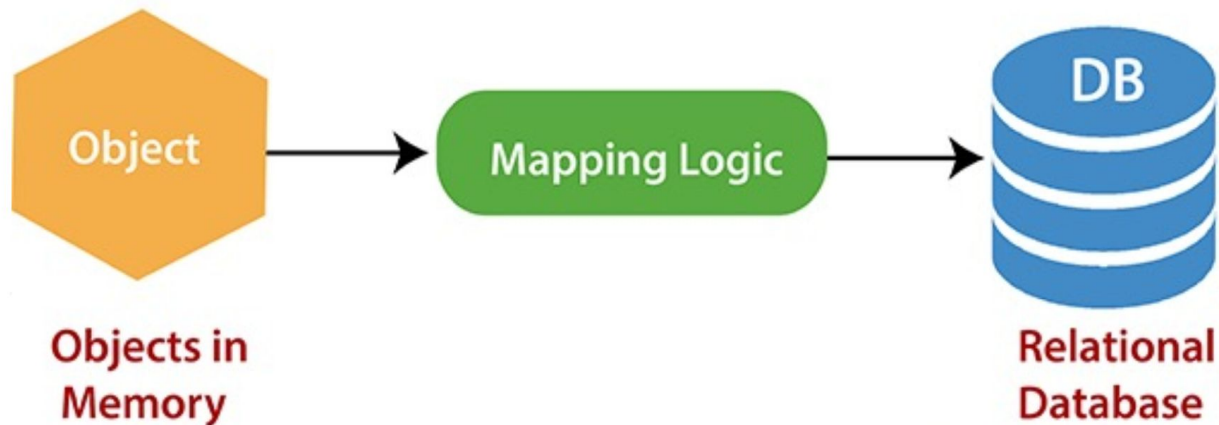 Object
Mapping Logic
DB
Objects in
Memory
Relational
Database